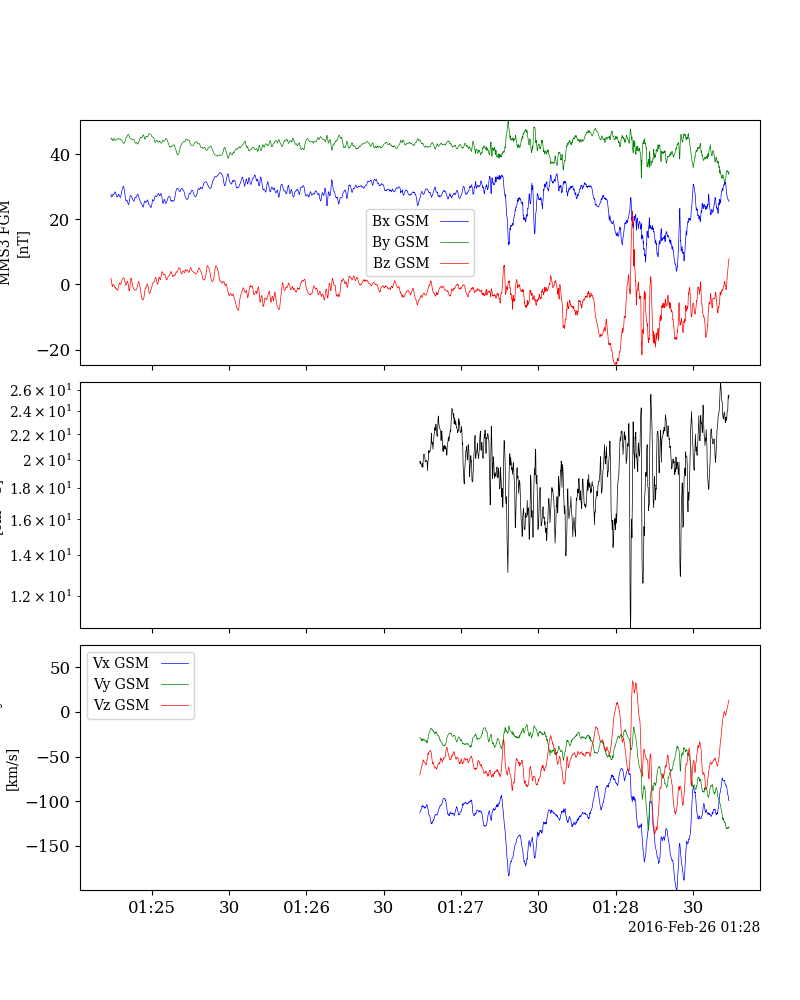 MMS3 FGM
[nT]
40
20
0
−20
Bx GSM
By GSM
Bz GSM
2.6 × 10¹
2.4 × 10¹
2.2 × 10¹
2 × 10¹
1.8 × 10¹
1.6 × 10¹
1.4 × 10¹
1.2 × 10¹
[km/s]
50
0
−50
−100
−150
Vx GSM
Vy GSM
Vz GSM
01:25
30
01:26
30
01:27
30
01:28
30
2016-Feb-26 01:28